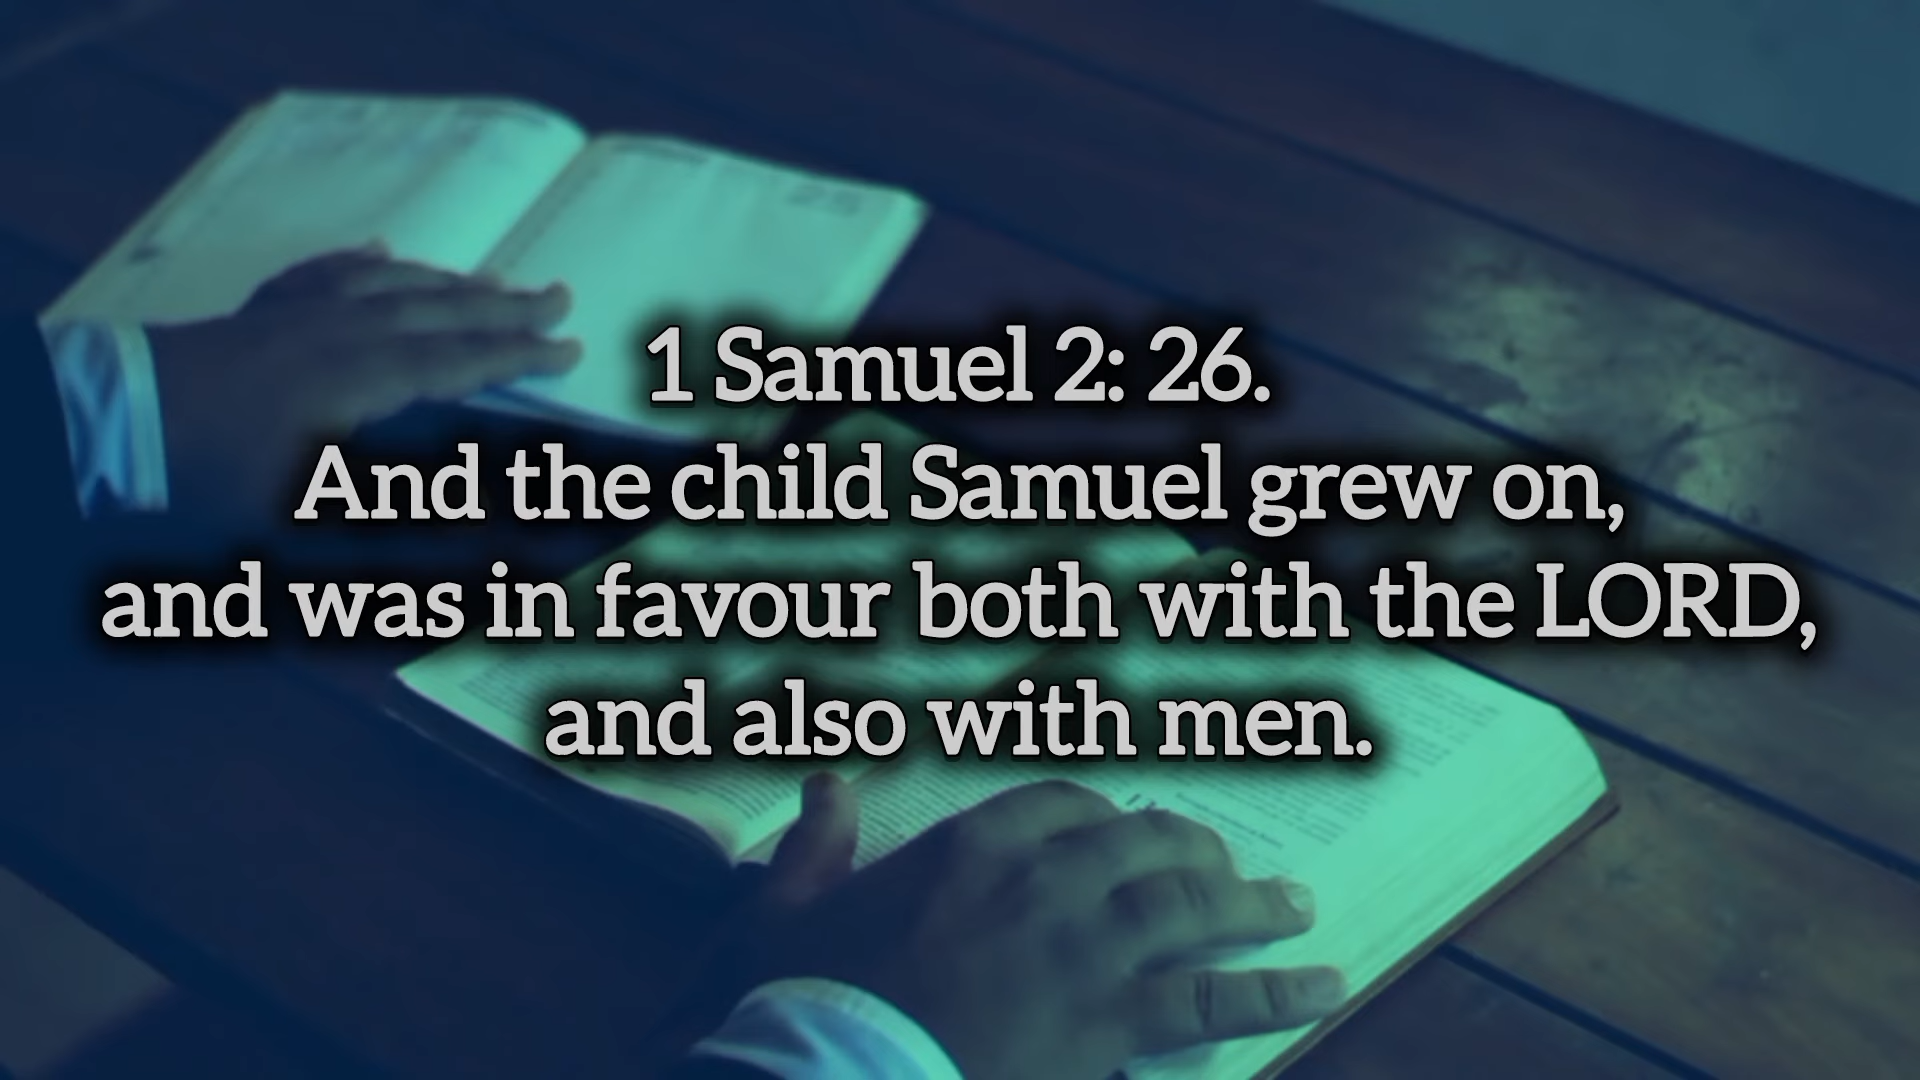 1 Samuel 2: 26.
And the child Samuel grew on,
and was in favour both with the LORD,
and also with men.